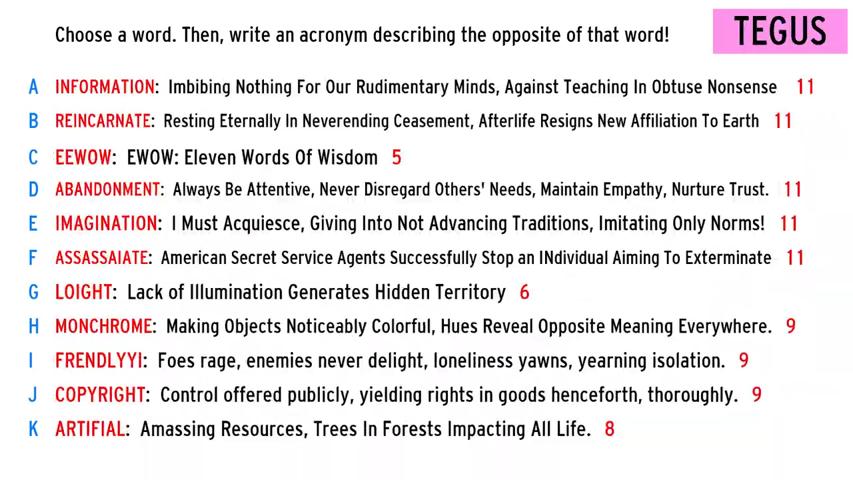 Choose a word. Then, write an acronym describing the opposite of that word!
TEGUS
A INFORMATION: Imbibing Nothing For Our Rudimentary Minds, Against Teaching In Obtuse Nonsense 11
B REINCARNATE: Resting Eternally In Neverending Ceasement, Afterlife Resigns New Affiliation To Earth 11
C EEWOW: EWOW: Eleven Words Of Wisdom 5
D ABANDONMENT: Always Be Attentive, Never Disregard Others' Needs, Maintain Empathy, Nurture Trust. 11
E IMAGINATION: I Must Acquiesce, Giving Into Not Advancing Traditions, Imitating Only Norms! 11
F ASSASSAIATE: American Secret Service Agents Successfully Stop an INdividual Aiming To Exterminate 11
G LOIGHT: Lack of Illumination Generates Hidden Territory 6
H MONCHROME: Making Objects Noticeably Colorful, Hues Reveal Opposite Meaning Everywhere. 9
I FRENDLYYI: Foes rage, enemies never delight, loneliness yawns, yearning isolation. 9
J COPYRIGHT: Control offered publicly, yielding rights in goods henceforth, thoroughly. 9
K ARTIFIAL: Amassing Resources, Trees In Forests Impacting All Life. 8